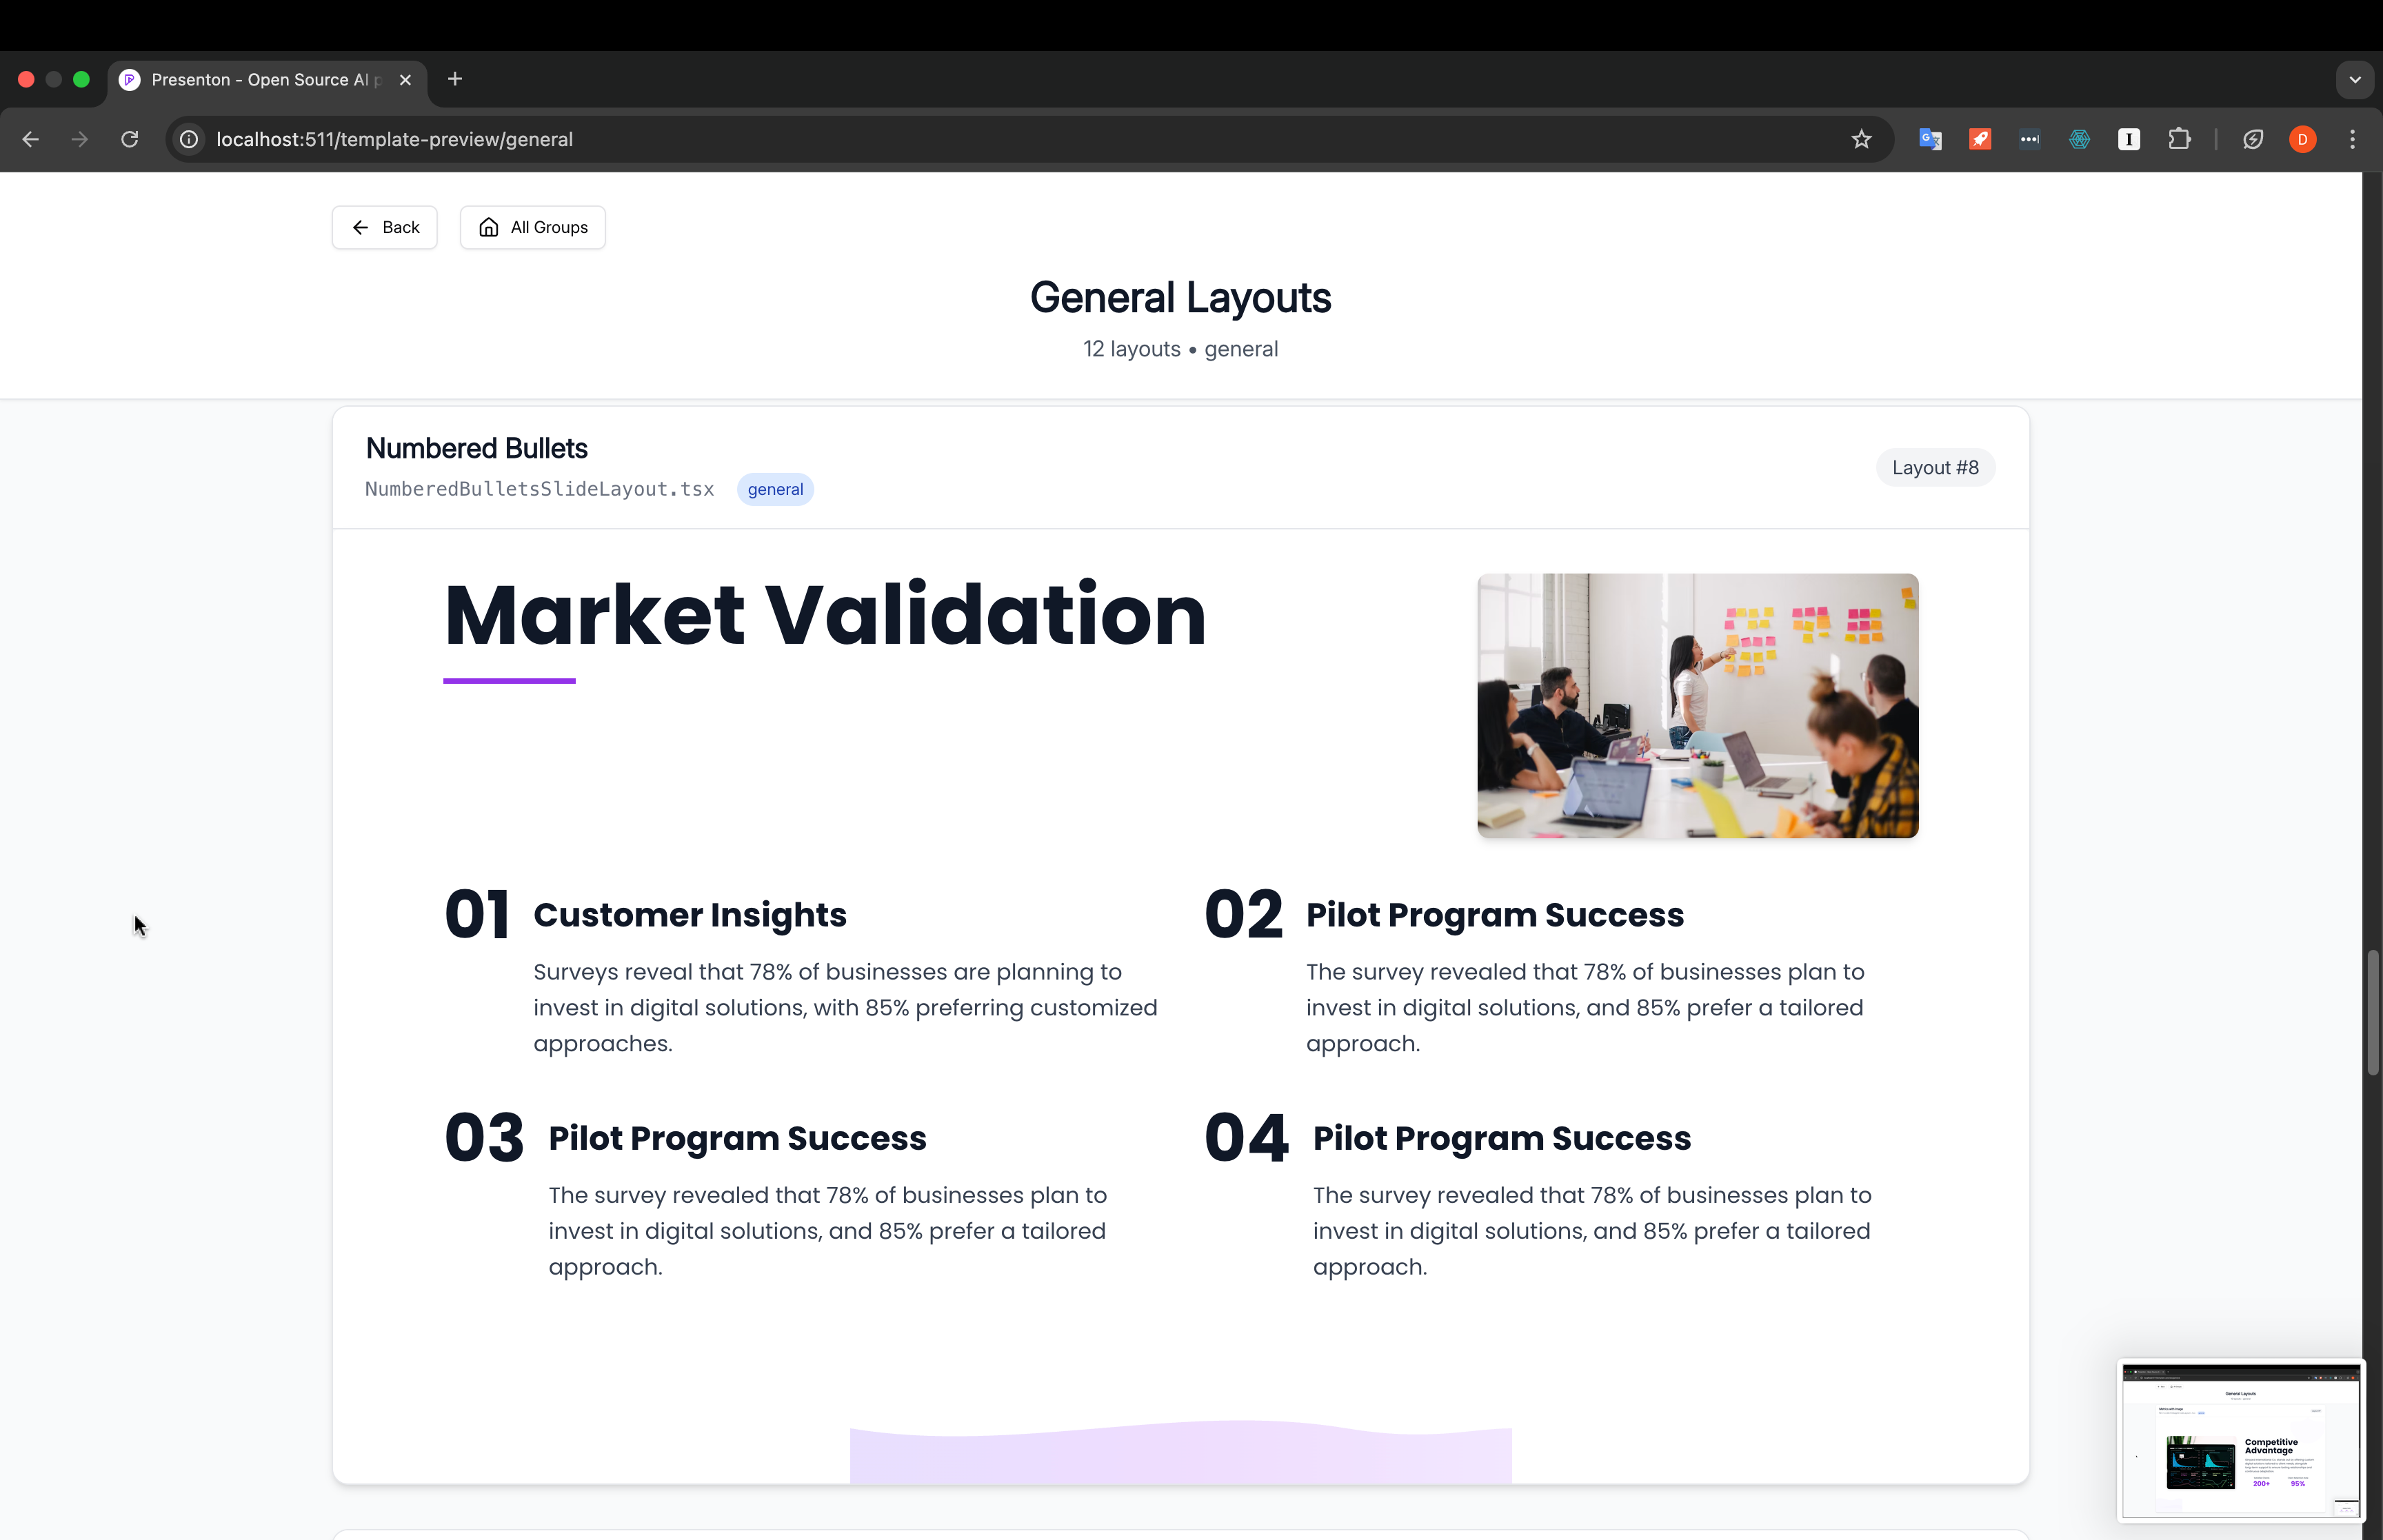 Presenton - Open Source AI p
localhost:511/template-preview/general
D
Back
All Groups
General Layouts
12 layouts • general
Numbered Bullets
NumberedBulletsSlideLayout.tsx
general
Layout #8
Market Validation
01 Customer Insights
Surveys reveal that 78% of businesses are planning to
invest in digital solutions, with 85% preferring customized
approaches.
02 Pilot Program Success
The survey revealed that 78% of businesses plan to
invest in digital solutions, and 85% prefer a tailored
approach.
03 Pilot Program Success
The survey revealed that 78% of businesses plan to
invest in digital solutions, and 85% prefer a tailored
approach.
04 Pilot Program Success
The survey revealed that 78% of businesses plan to
invest in digital solutions, and 85% prefer a tailored
approach.
General Layouts
Competitive
Advantage
200+
95%